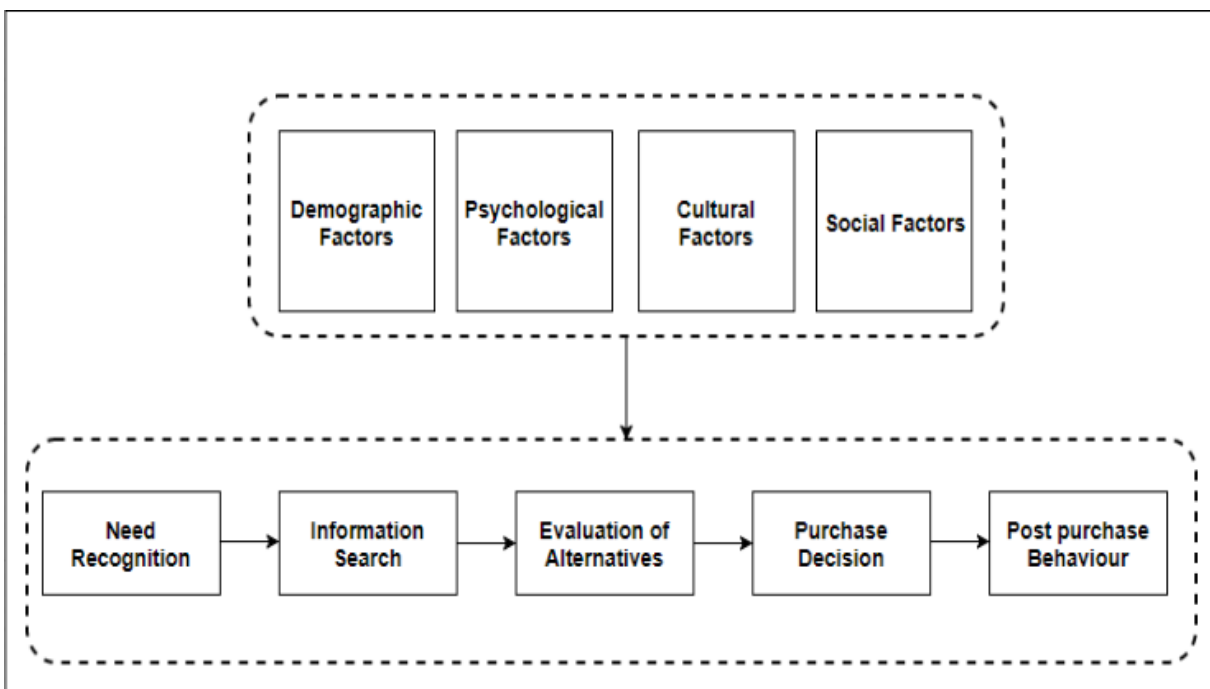 Demographic
Factors
Psychological
Factors
Cultural
Factors
Social Factors
Need
Recognition
Information
Search
Evaluation of
Alternatives
Purchase
Decision
Post purchase
Behaviour